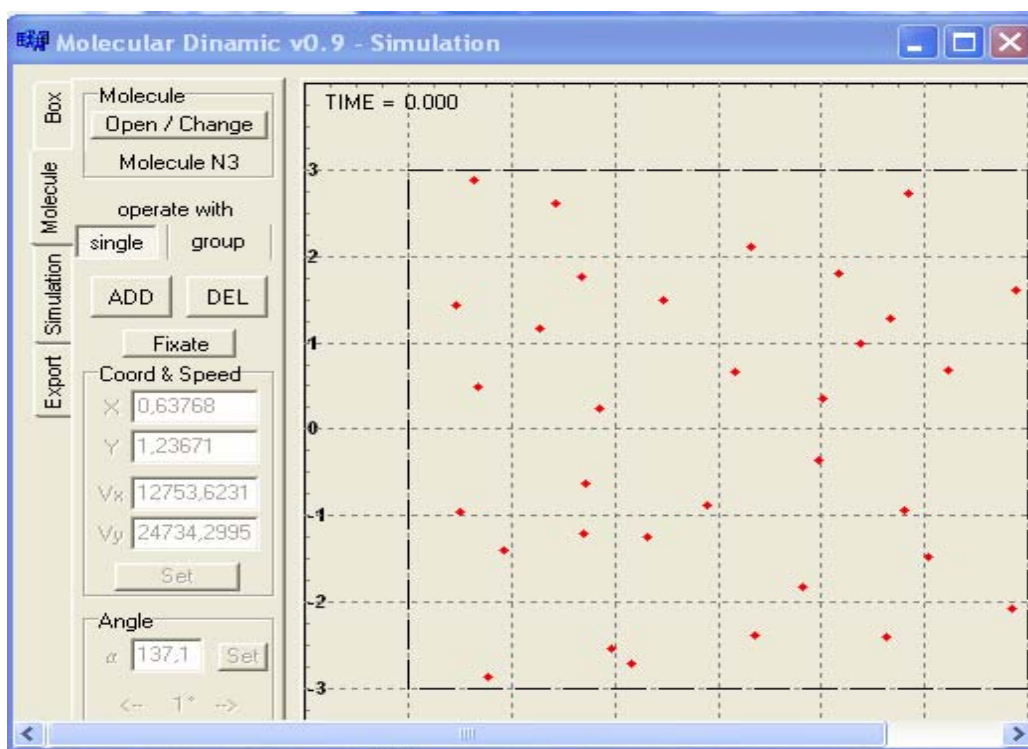 Molecular Dinamic v0.9 - Simulation
Box
Molecule
Simulation
Export
Molecule
Open / Change
Molecule N3
operate with
single group
ADD DEL
Fixate
Coord & Speed
X 0,63768
Y 1,23671
Vx 12753,6231
Vy 24734,2995
Set
Angle
α 137,1 Set
<-- 1° -->
TIME = 0.000
3
2
1
0
-1
-2
-3